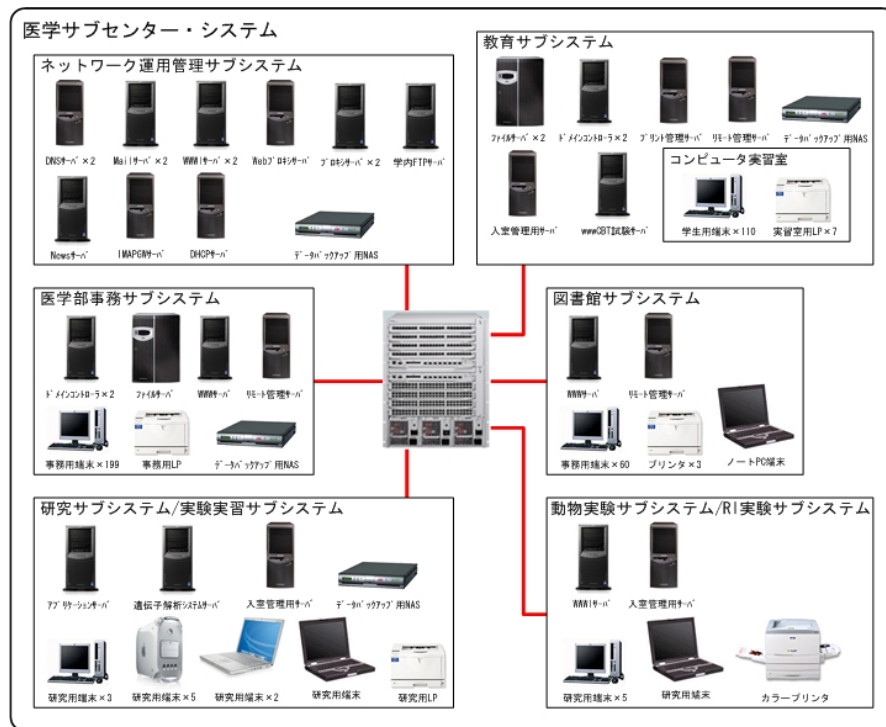 医学サブセンター・システム
ネットワーク運用管理サブシステム
DNSサーバ×2 Mailサーバ×2 WWWサーバ×2 Webプロキシサーバ プロキシサーバ×2 学内FTPサーバ
Newsサーバ IMAPGWサーバ DHCPサーバ データバックアップ用NAS
教育サブシステム
ファイルサーバ×2 ドメインコントローラ×2 プリント管理サーバ リモート管理サーバ データバックアップ用NAS
コンピュータ実習室
入室管理用サーバ wwwCBT試験サーバ 学生用端末×110 実習室用LP×7
医学部事務サブシステム
ドメインコントローラ×2 ファイルサーバ WWWサーバ リモート管理サーバ
事務用端末×199 事務用LP データバックアップ用NAS
図書館サブシステム
WWWサーバ リモート管理サーバ
事務用端末×60 プリンタ×3 ノートPC端末
研究サブシステム/実験実習サブシステム
アプリケーションサーバ 遺伝子解析システムサーバ 入室管理用サーバ データバックアップ用NAS
研究用端末×3 研究用端末×5 研究用端末×2 研究用端末 研究用LP
動物実験サブシステム/RI実験サブシステム
WWWサーバ 入室管理用サーバ
研究用端末×5 研究用端末 カラープリンタ